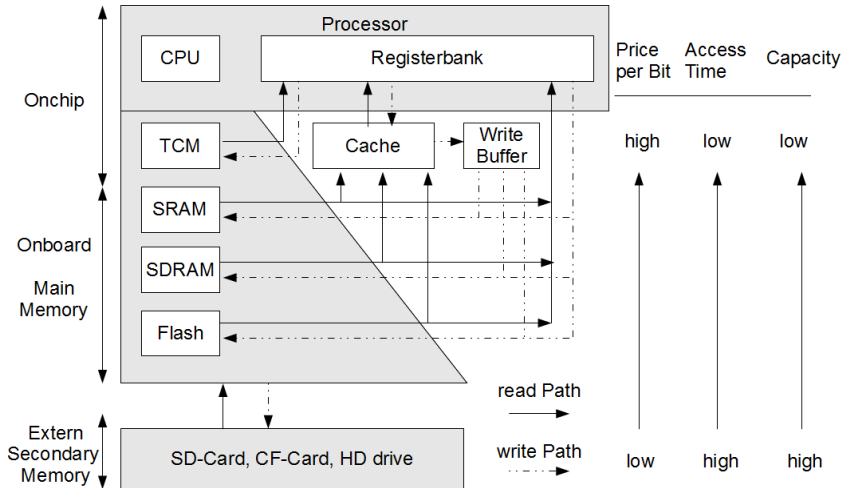 Processor
CPU
Registerbank
Price
per Bit
Access
Time
Capacity
Onchip
TCM
Cache
Write
Buffer
high
low
low
SRAM
Onboard
Main
Memory
SDRAM
Flash
read Path
Extern
Secondary
Memory
SD-Card, CF-Card, HD drive
write Path
low
high
high